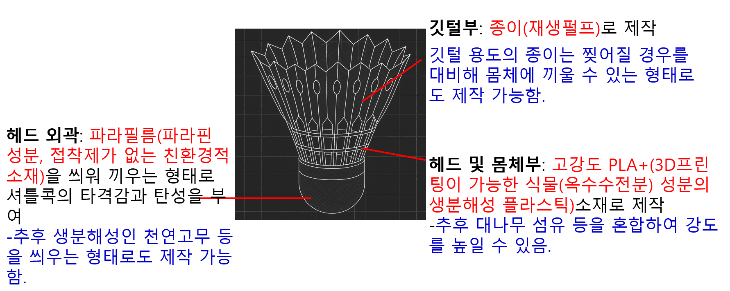 깃털부: 종이(재생펄프)로 제작
깃털 용도의 종이는 찢어질 경우를
대비해 몸체에 끼울 수 있는 형태로
도 제작 가능함.
헤드 외곽: 파라필름(파라핀
성분, 접착제가 없는 친환경적
소재)을 씌워 끼우는 형태로
셔틀콕의 타격감과 탄성을 부
여
-추후 생분해성인 천연고무 등
을 씌우는 형태로도 제작 가능
함.
헤드 및 몸체부: 고강도 PLA+(3D프린
팅이 가능한 식물(옥수수전분) 성분의
생분해성 플라스틱)소재로 제작
-추후 대나무 섬유 등을 혼합하여 강도
를 높일 수 있음.